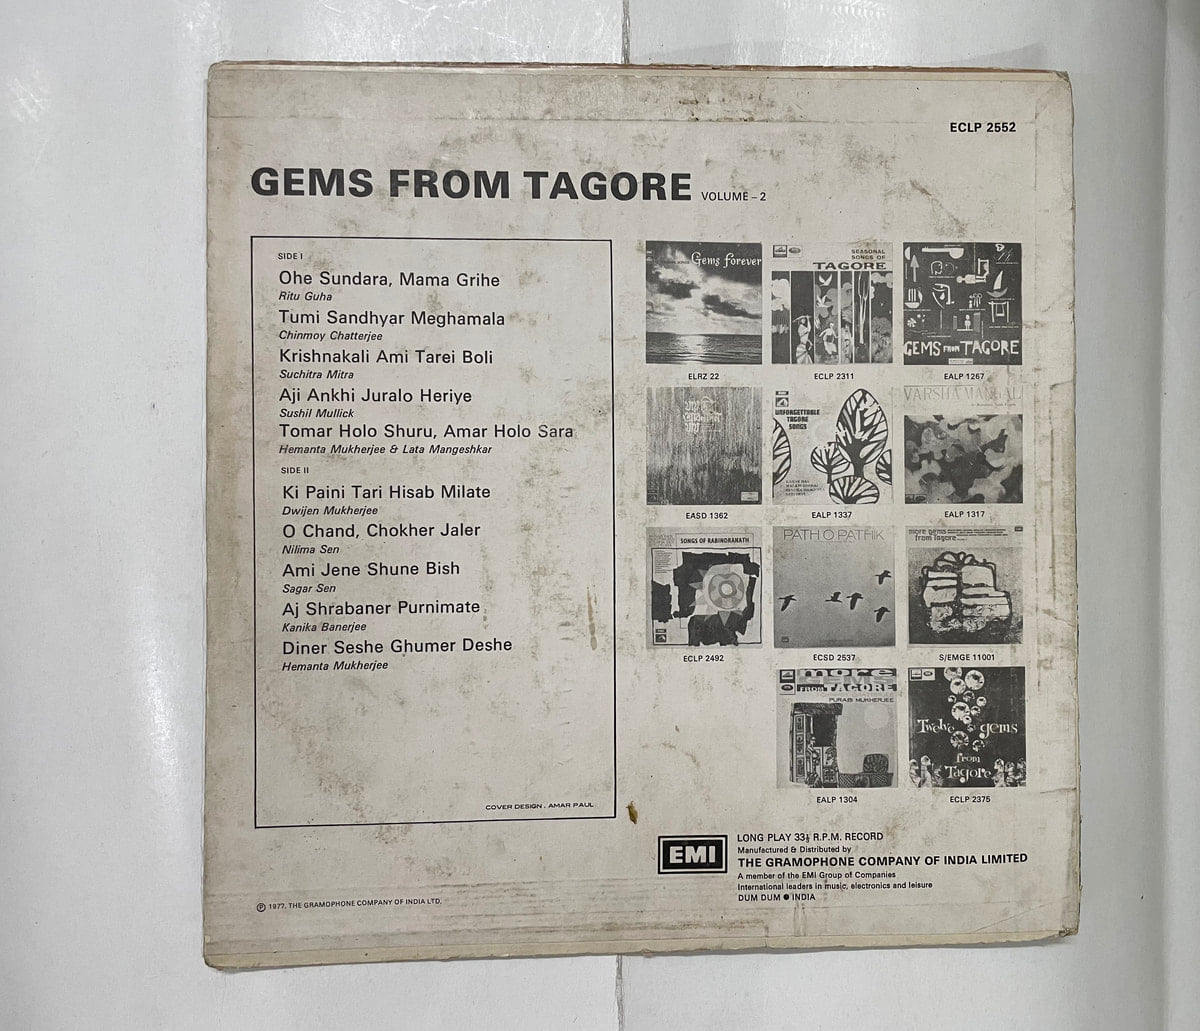 ECLP 2552
GEMS FROM TAGORE VOLUME - 2
SIDE I
Ohe Sundara, Mama Grihe
Ritu Guha
Tumi Sandhyar Meghamala
Chinmoy Chatterjee
Krishnakali Ami Tarei Boli
Suchitra Mitra
Aji Ankhi Juralo Heriye
Sushil Mullick
Tomar Holo Shuru, Amar Holo Sara
Hemanta Mukherjee & Lata Mangeshkar
SIDE II
Ki Paini Tari Hisab Milate
Dwijen Mukherjee
O Chand, Chokher Jaler
Nilima Sen
Ami Jene Shune Bish
Sagar Sen
Aj Shrabaner Purnimate
Kanika Banerjee
Diner Seshe Ghumer Deshe
Hemanta Mukherjee
COVER DESIGN . AMAR PAUL
Gems forever
ELRZ 22
SEASONAL
SONGS OF
TAGORE
ECLP 2311
GEMS FROM TAGORE
EALP 1267
EASD 1362
UNFORGETTABLE
TAGORE
SONGS
EALP 1337
VARSHA MANGAL
EALP 1317
SONGS OF RABINDRANATH
ECLP 2492
PATH O PATHIK
ECSD 2537
more gems
from Tagore
S/EMGE 11001
more
GEMS
FROM TAGORE
PURABI MUKHERJEE
EALP 1304
Twelve gems
from
Tagore
ECLP 2375
EMI
LONG PLAY 33⅓ R.P.M. RECORD
Manufactured & Distributed by
THE GRAMOPHONE COMPANY OF INDIA LIMITED
A member of the EMI Group of Companies
International leaders in music, electronics and leisure
DUM DUM ● INDIA
Ⓟ 1977, THE GRAMOPHONE COMPANY OF INDIA LTD.